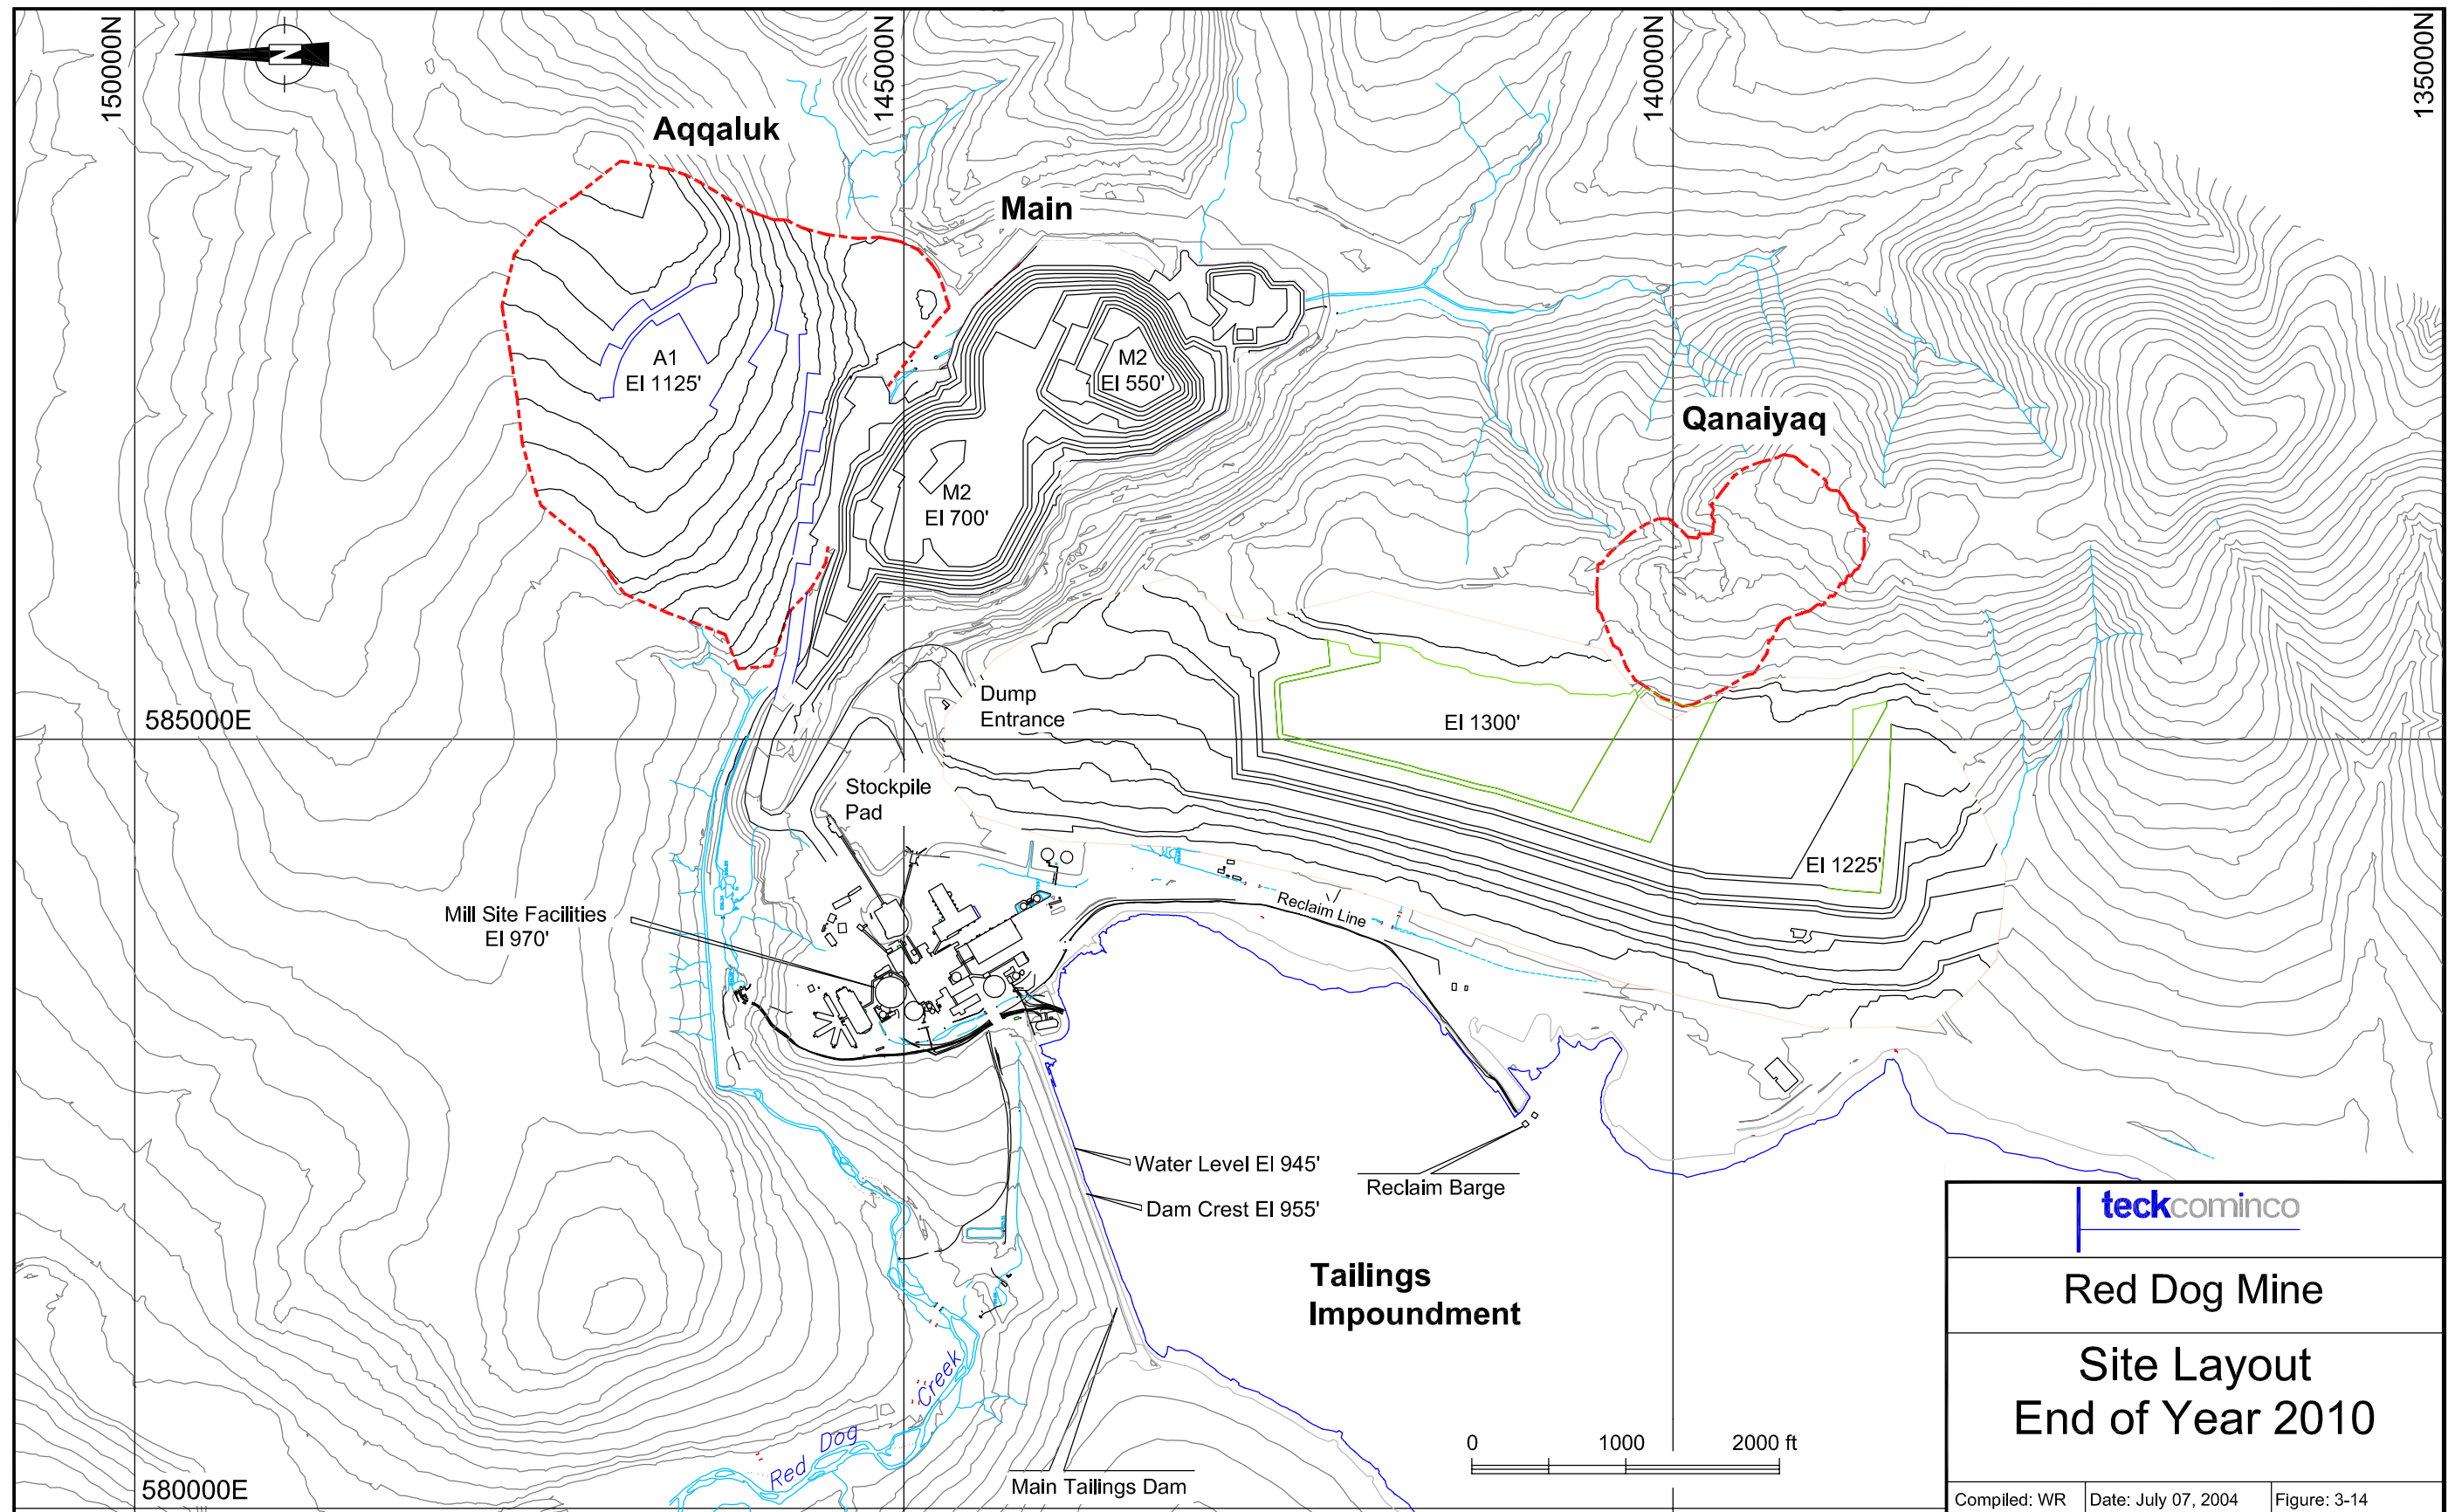 150000N
145000N
140000N
135000N
N
Aqqaluk
Main
A1
El 1125'
M2
El 550'
Qanaiyaq
M2
El 700'
585000E
Dump
Entrance
El 1300'
Stockpile
Pad
El 1225'
Mill Site Facilities
El 970'
Reclaim Line
Water Level El 945'
Reclaim Barge
Dam Crest El 955'
Tailings
Impoundment
Red Dog Creek
Main Tailings Dam
580000E
0 1000 2000 ft
teckcominco
Red Dog Mine
Site Layout
End of Year 2010
Compiled: WR
Date: July 07, 2004
Figure: 3-14